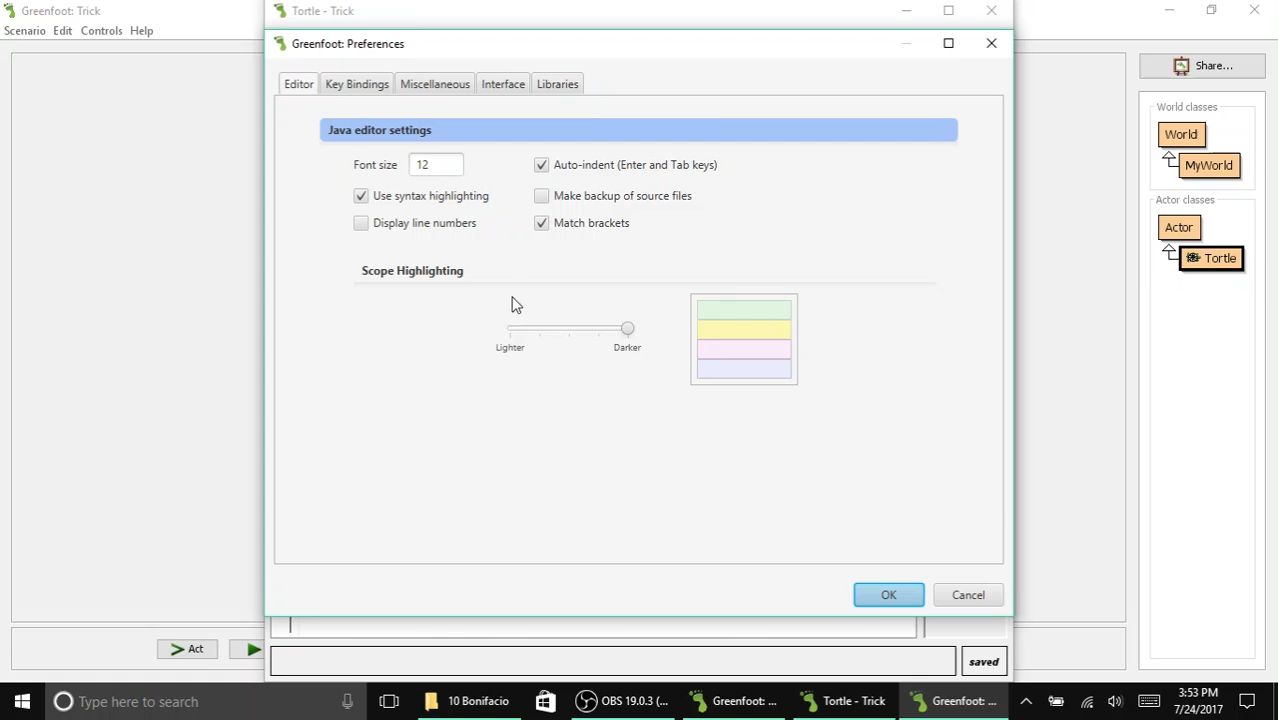 Greenfoot: Trick
Tortle - Trick
Scenario Edit Controls Help
Greenfoot: Preferences
Share...
Editor Key Bindings Miscellaneous Interface Libraries
World classes
World
MyWorld
Actor classes
Actor
Tortle
Java editor settings
Font size 12
Auto-indent (Enter and Tab keys)
Use syntax highlighting
Make backup of source files
Display line numbers
Match brackets
Scope Highlighting
Lighter Darker
OK Cancel
Act
saved
Type here to search
10 Bonifacio
OBS 19.0.3 (...
Greenfoot: ...
Tortle - Trick
Greenfoot: ...
3:53 PM
7/24/2017